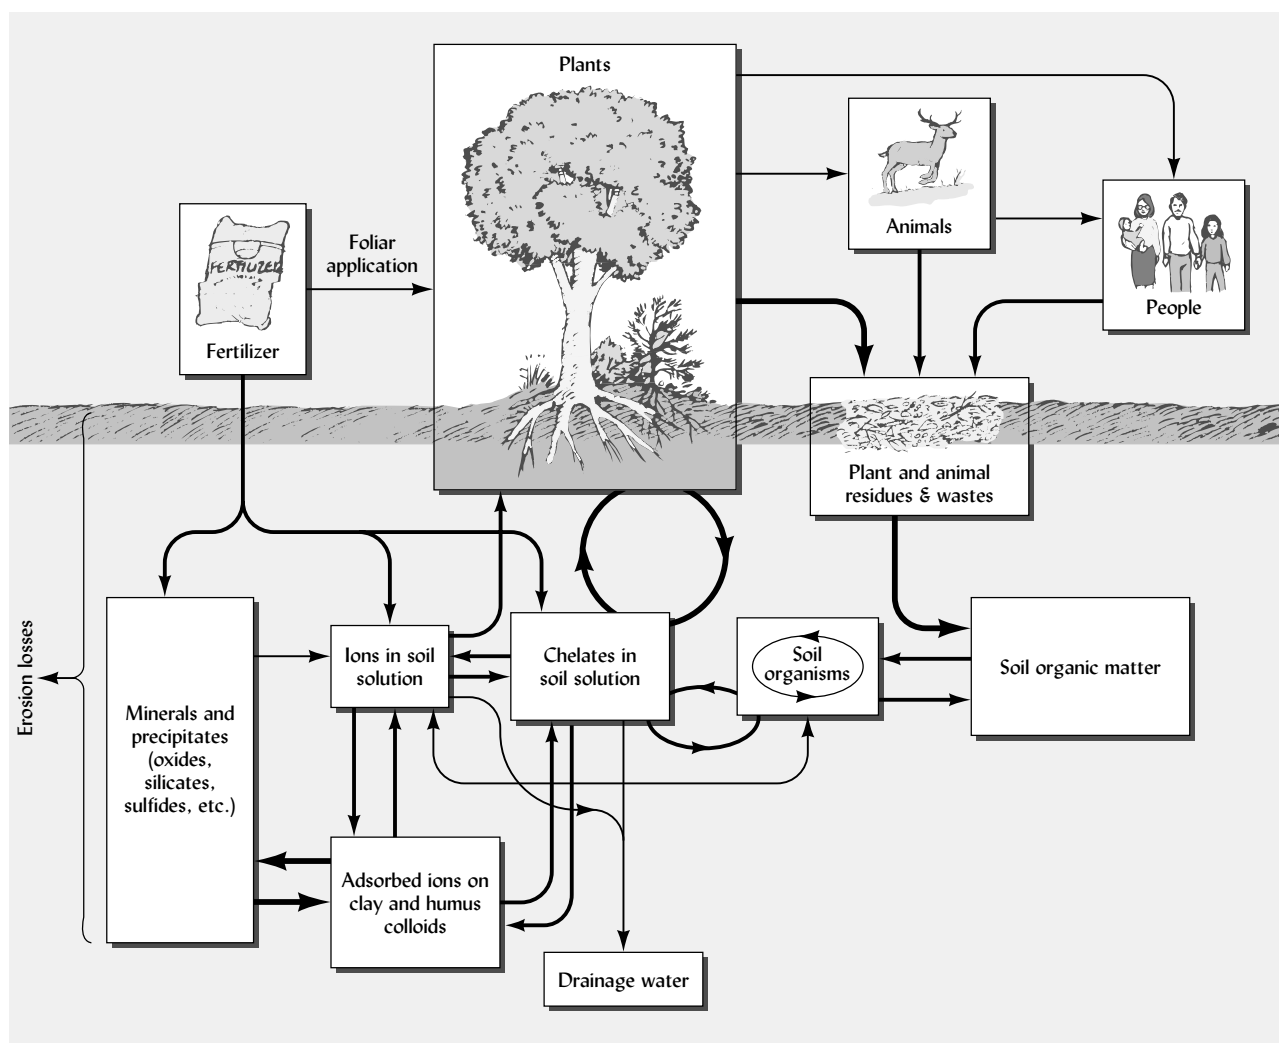 Plants
Animals
People
FERTILIZER
Fertilizer
Foliar
application
Plant and animal
residues & wastes
Erosion losses
Minerals and
precipitates
(oxides,
silicates,
sulfides, etc.)
Ions in soil
solution
Chelates in
soil solution
Soil
organisms
Soil organic matter
Adsorbed ions on
clay and humus
colloids
Drainage water